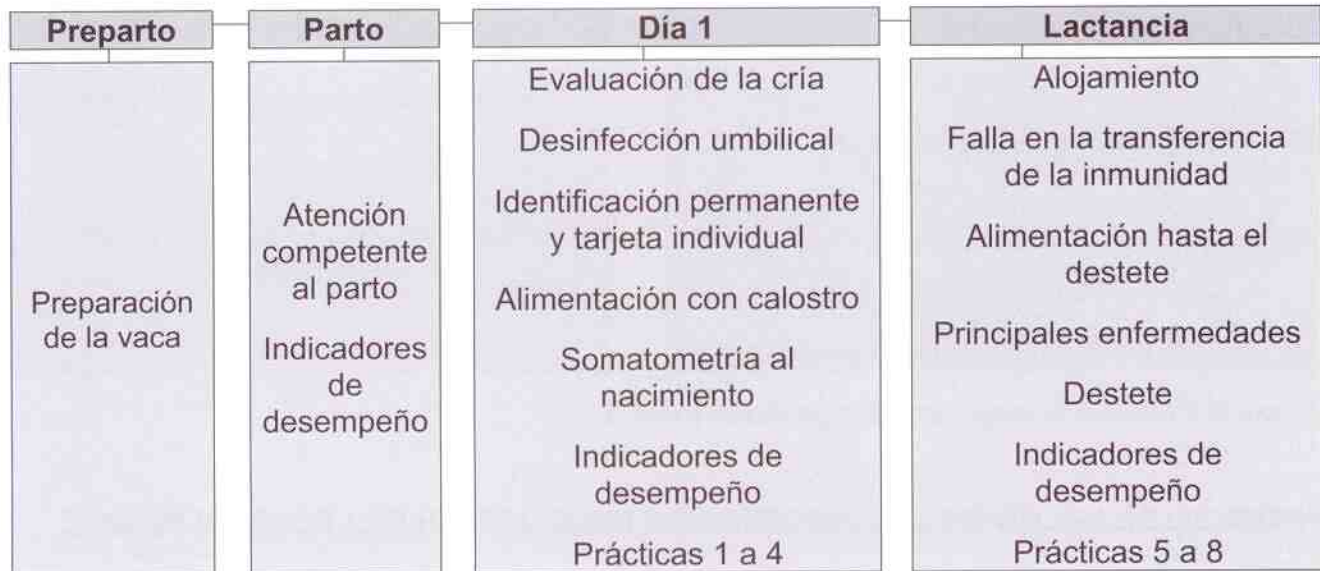 Preparto
Preparación
de la vaca
Parto
Atención
competente
al parto
Indicadores
de
desempeño
Día 1
Evaluación de la cría
Desinfección umbilical
Identificación permanente
y tarjeta individual
Alimentación con calostro
Somatometría al
nacimiento
Indicadores de
desempeño
Prácticas 1 a 4
Lactancia
Alojamiento
Falla en la transferencia
de la inmunidad
Alimentación hasta el
destete
Principales enfermedades
Destete
Indicadores de
desempeño
Prácticas 5 a 8